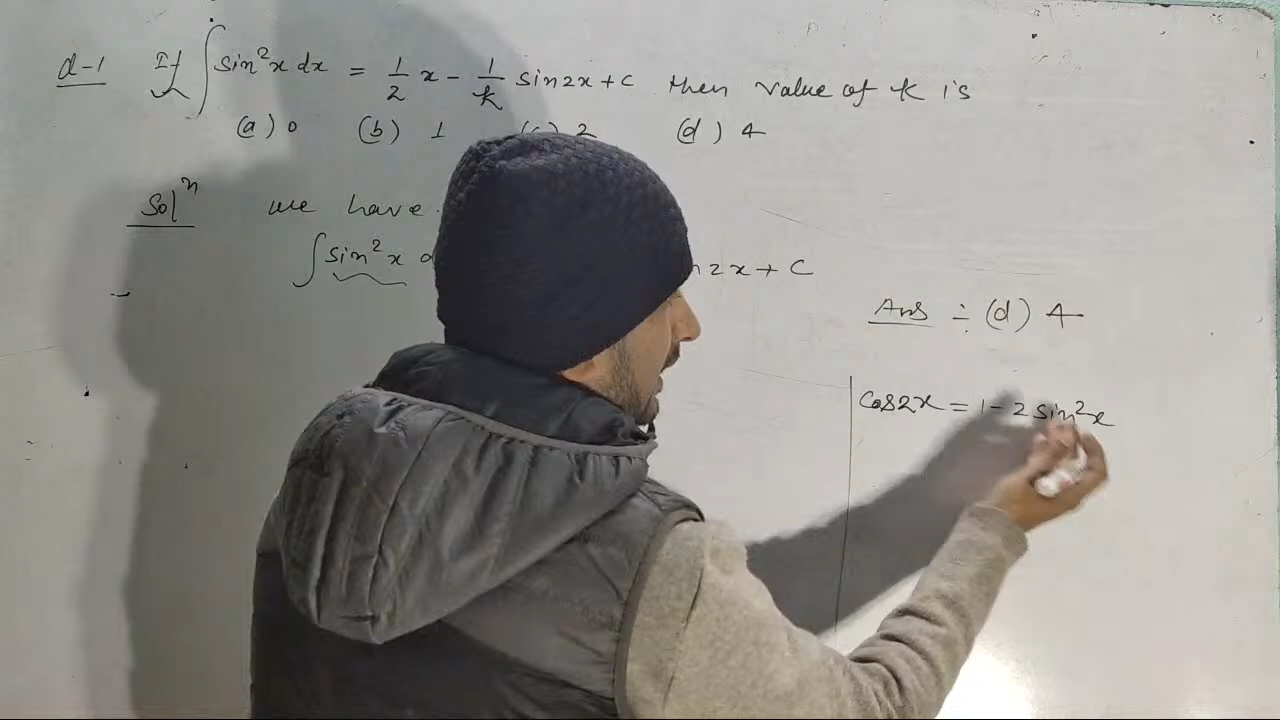 d-1 If ∫sin²x dx = 1/2 x - 1/k sin2x + c then value of k is
(a) 0 (b) 1 (c) 2 (d) 4
Solⁿ we have
∫sin²x 2x + C
Ans :- (d) 4
cos2x = 1 - 2 sin²x